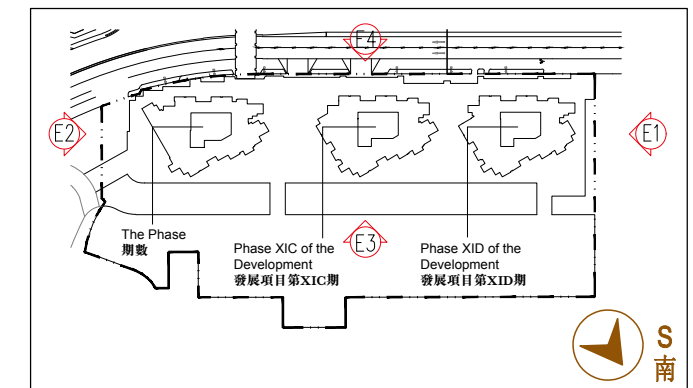 E4
E2
E1
The Phase
期數
Phase XIC of the
Development
發展項目第XIC期
E3
Phase XID of the
Development
發展項目第XID期
S
南